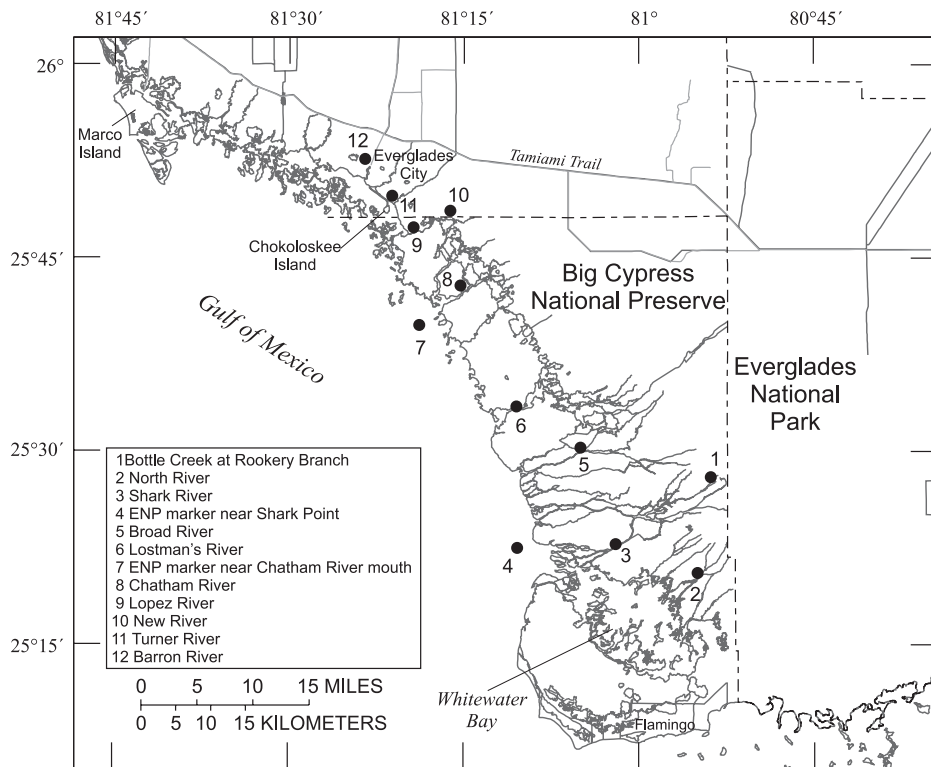 81°45´ 81°30´ 81°15´ 81° 80°45´
26°
Marco
Island
12
Everglades
City
Tamiami Trail
10
11
9
Chokoloskee
Island
25°45´
8
Big Cypress
National Preserve
Gulf of Mexico
7
Everglades
National
Park
6
25°30´
5
1
1Bottle Creek at Rookery Branch
2 North River
3 Shark River
4 ENP marker near Shark Point
5 Broad River
6 Lostman's River
7 ENP marker near Chatham River mouth
8 Chatham River
9 Lopez River
10 New River
11 Turner River
12 Barron River
4
3
2
25°15´
0 5 10 15 MILES
0 5 10 15 KILOMETERS
Whitewater
Bay
Flamingo